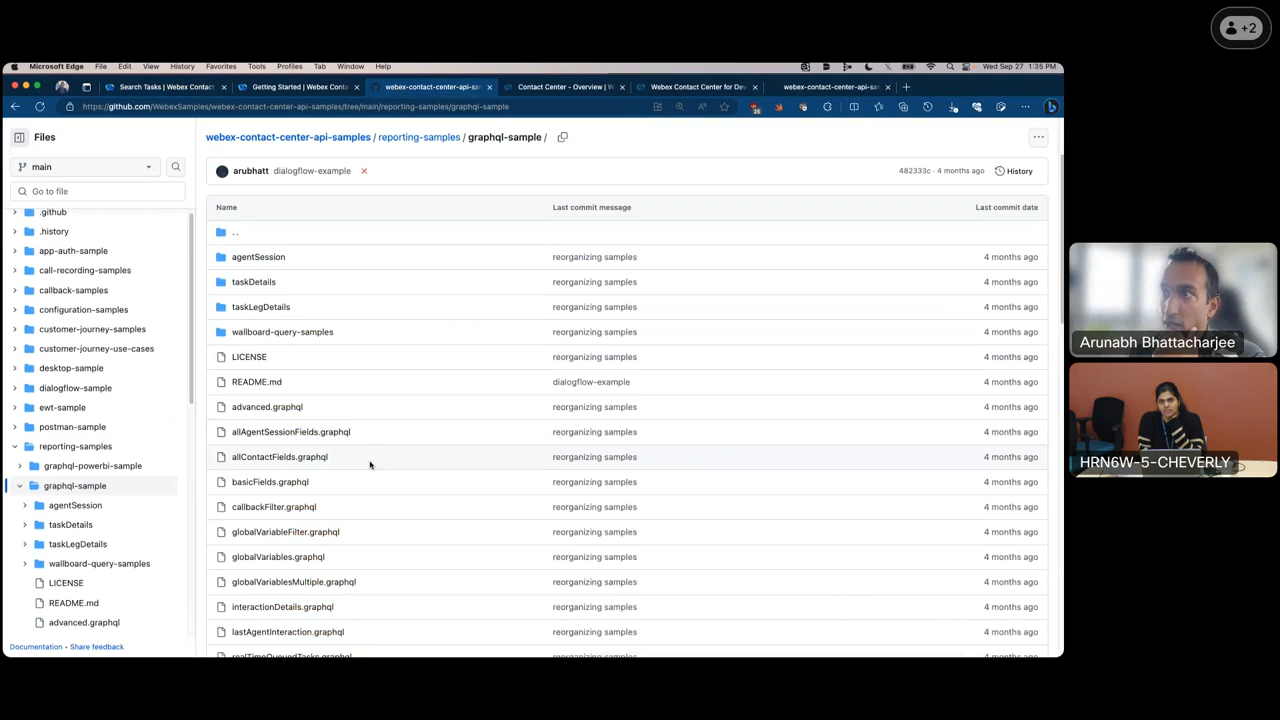 +2
Microsoft Edge File Edit View History Favorites Tools Profiles Tab Window Help Wed Sep 27 1:35 PM
Search Tasks | Webex Contact Getting Started | Webex Conta webex-contact-center-api-sam Contact Center - Overview | W Webex Contact Center for Dev webex-contact-center-api-sam
https://github.com/WebexSamples/webex-contact-center-api-samples/tree/main/reporting-samples/graphql-sample
Files
webex-contact-center-api-samples / reporting-samples / graphql-sample /
main
arubhatt dialogflow-example 482333c · 4 months ago History
Go to file
Name Last commit message Last commit date
.github
.history
app-auth-sample
call-recording-samples
callback-samples
configuration-samples
customer-journey-samples
customer-journey-use-cases
desktop-sample
dialogflow-sample
ewt-sample
postman-sample
reporting-samples
graphql-powerbi-sample
graphql-sample
agentSession
taskDetails
taskLegDetails
wallboard-query-samples
LICENSE
README.md
advanced.graphql
Documentation · Share feedback
. .
agentSession reorganizing samples 4 months ago
taskDetails reorganizing samples 4 months ago
taskLegDetails reorganizing samples 4 months ago
wallboard-query-samples reorganizing samples 4 months ago
LICENSE reorganizing samples 4 months ago
README.md dialogflow-example 4 months ago
advanced.graphql reorganizing samples 4 months ago
allAgentSessionFields.graphql reorganizing samples 4 months ago
allContactFields.graphql reorganizing samples 4 months ago
basicFields.graphql reorganizing samples 4 months ago
callbackFilter.graphql reorganizing samples 4 months ago
globalVariableFilter.graphql reorganizing samples 4 months ago
globalVariables.graphql reorganizing samples 4 months ago
globalVariablesMultiple.graphql reorganizing samples 4 months ago
interactionDetails.graphql reorganizing samples 4 months ago
lastAgentInteraction.graphql reorganizing samples 4 months ago
realTimeQueuedTasks.graphql reorganizing samples 4 months ago
Arunabh Bhattacharjee
HRN6W-5-CHEVERLY